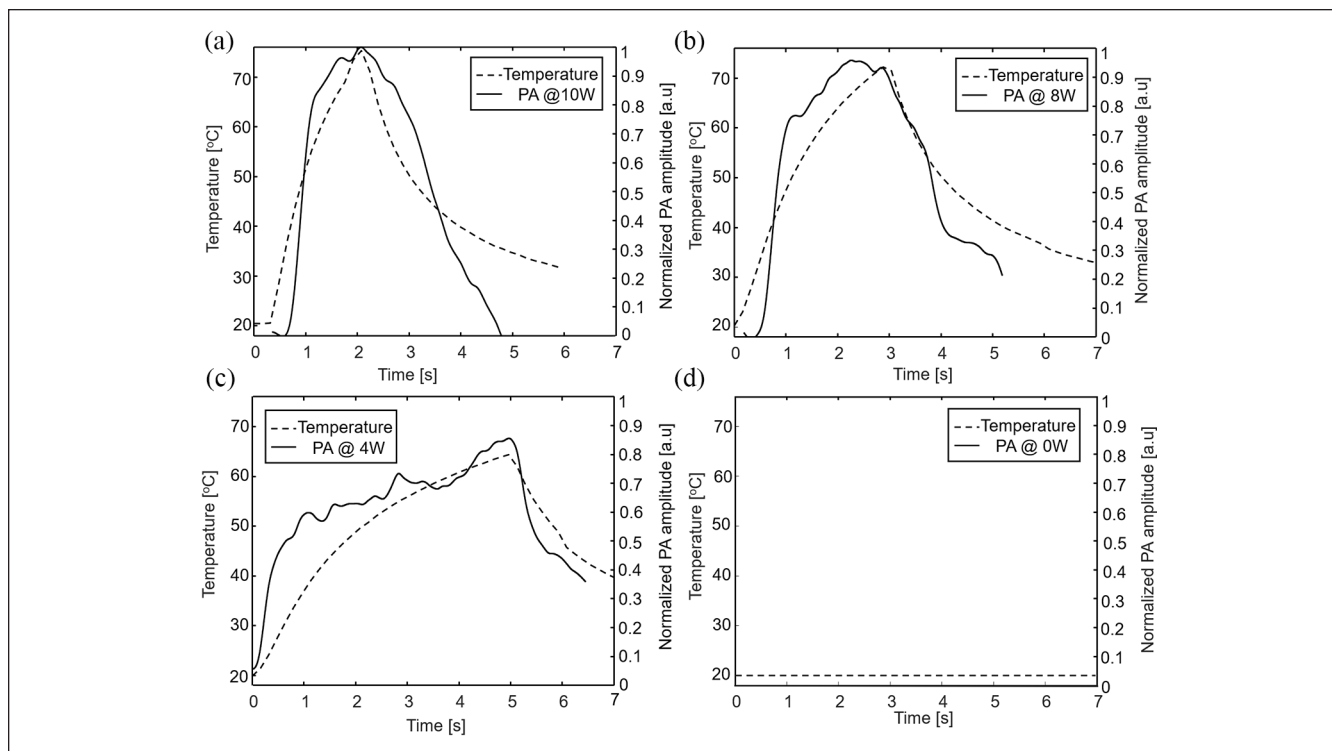 (a)
Temperature [°C]
70
60
50
40
30
20
Temperature
PA @10W
1
0.9
0.8
0.7
0.6
0.5
0.4
0.3
0.2
0.1
0
Normalized PA amplitude [a.u]
0 1 2 3 4 5 6 7
Time [s]
(b)
Temperature [°C]
70
60
50
40
30
20
Temperature
PA @ 8W
1
0.9
0.8
0.7
0.6
0.5
0.4
0.3
0.2
0.1
0
Normalized PA amplitude [a.u]
0 1 2 3 4 5 6 7
Time [s]
(c)
Temperature [°C]
70
60
50
40
30
20
Temperature
PA @ 4W
1
0.9
0.8
0.7
0.6
0.5
0.4
0.3
0.2
0.1
0
Normalized PA amplitude [a.u]
0 1 2 3 4 5 6 7
Time [s]
(d)
Temperature [°C]
70
60
50
40
30
20
Temperature
PA @ 0W
1
0.9
0.8
0.7
0.6
0.5
0.4
0.3
0.2
0.1
0
Normalized PA amplitude [a.u]
0 1 2 3 4 5 6 7
Time [s]